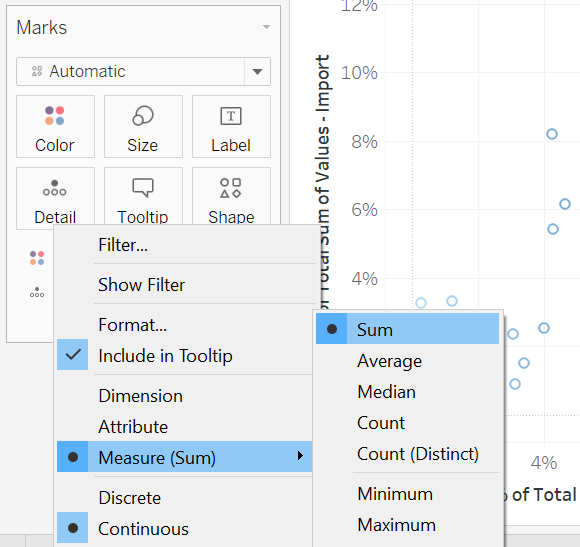 Marks
Automatic
Color
Size
Label
Detail
Tooltip
Shape
Filter...
Show Filter
Format...
Include in Tooltip
Dimension
Attribute
Measure (Sum)
Discrete
Continuous
Sum
Average
Median
Count
Count (Distinct)
Minimum
Maximum
Total Sum of Values - Import
12%
10%
8%
6%
4%
4%
% of Total